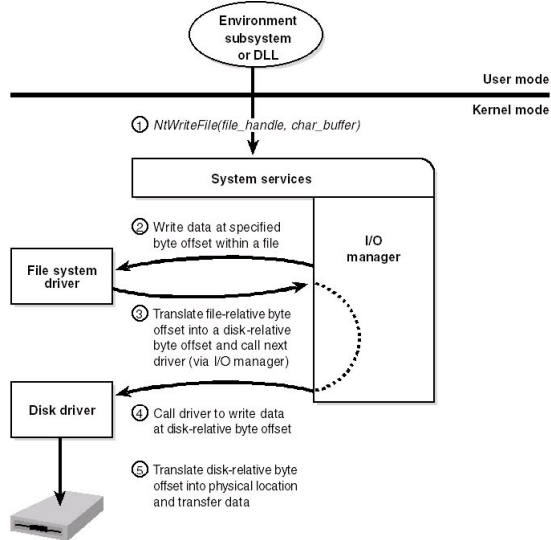 Environment
subsystem
or DLL
User mode
Kernel mode
1 NtWriteFile(file_handle, char_buffer)
System services
2 Write data at specified
byte offset within a file
I/O
manager
File system
driver
3 Translate file-relative byte
offset into a disk-relative
byte offset and call next
driver (via I/O manager)
Disk driver
4 Call driver to write data
at disk-relative byte offset
5 Translate disk-relative byte
offset into physical location
and transfer data